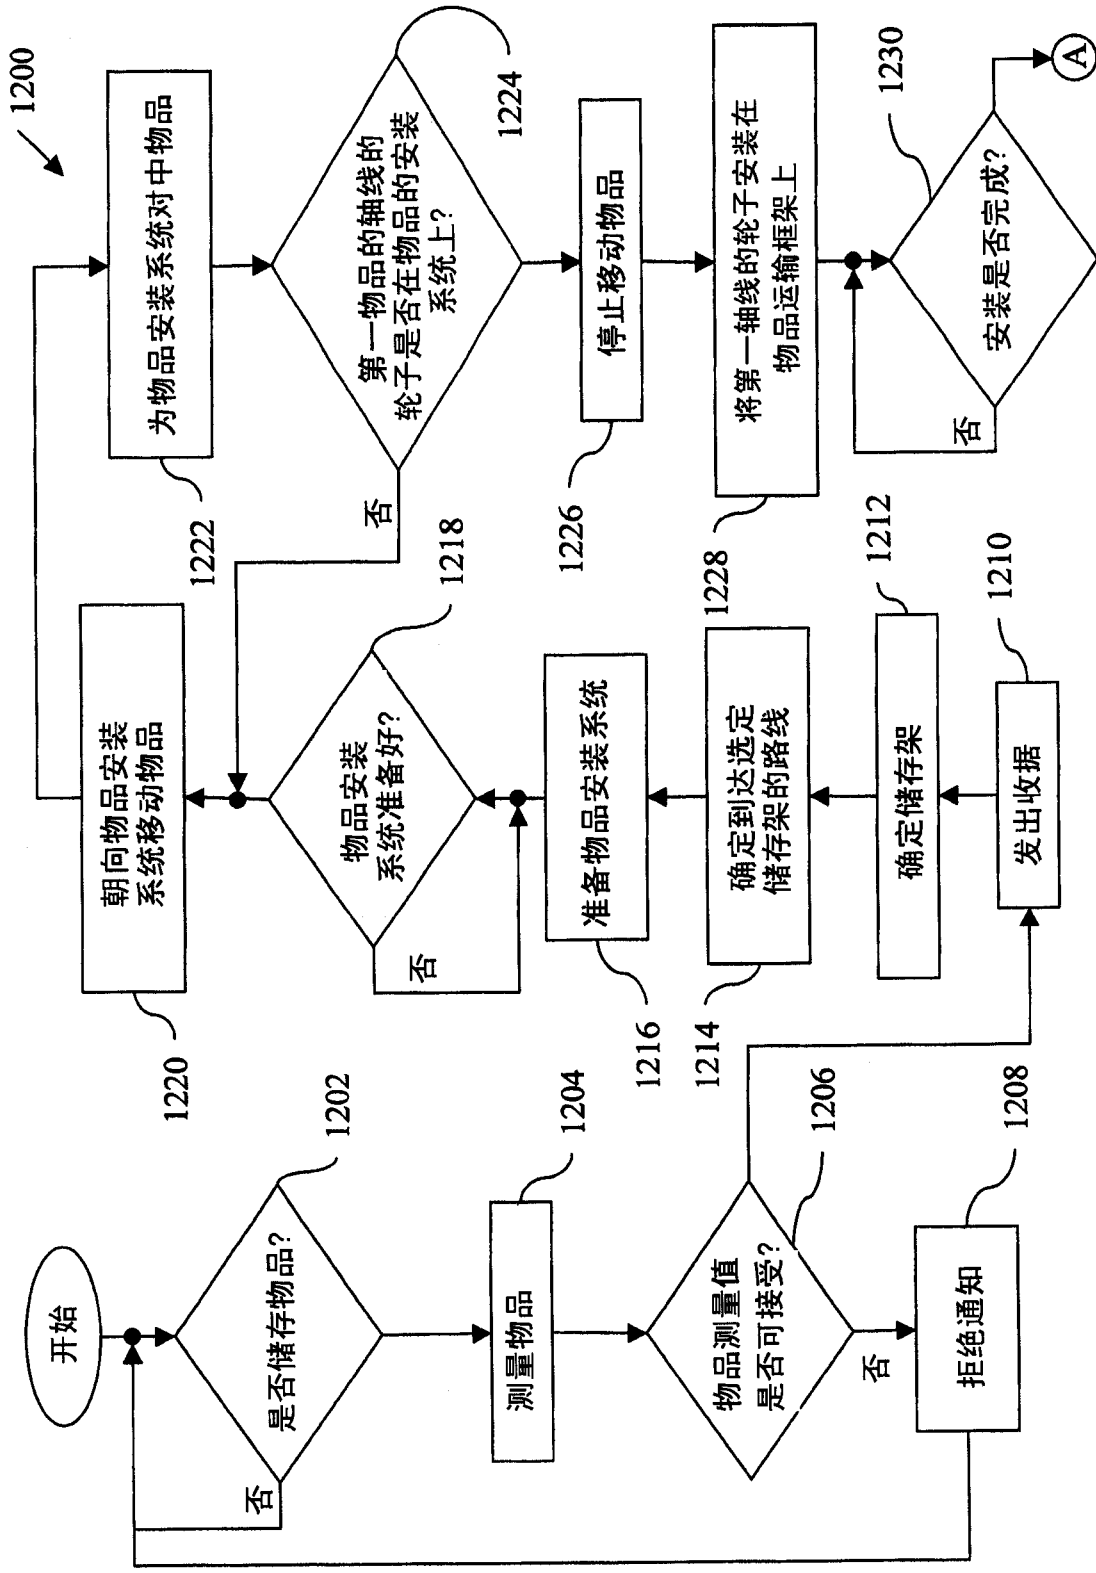 1200
开始
是否储存物品?
否
1202
测量物品
1204
物品测量值
是否可接受?
1206
否
拒绝通知
1208
发出收据
1210
确定储存架
1212
确定到达选定
储存架的路线
1214
准备物品安装系统
1216
物品安装
系统准备好?
否
1218
朝向物品安装
系统移动物品
1220
为物品安装系统对中物品
1222
第一物品的轴线的
轮子是否在物品的安装
系统上?
否
1224
停止移动物品
1226
将第一轴线的轮子安装在
物品运输框架上
1228
安装是否完成?
否
1230
A